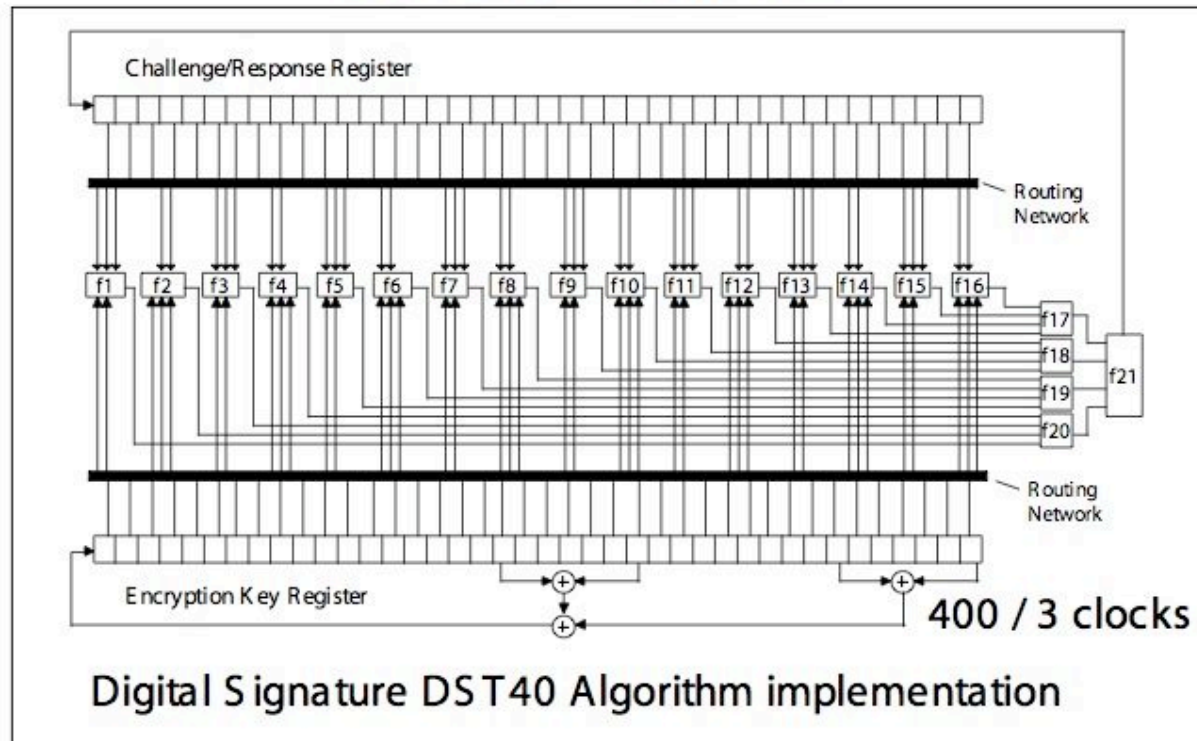 Challenge/Response Register
Routing
Network
f1 f2 f3 f4 f5 f6 f7 f8 f9 f10 f11 f12 f13 f14 f15 f16
f17
f18
f21
f19
f20
Routing
Network
+ +
Encryption Key Register
+
400 / 3 clocks
Digital Signature DST40 Algorithm implementation